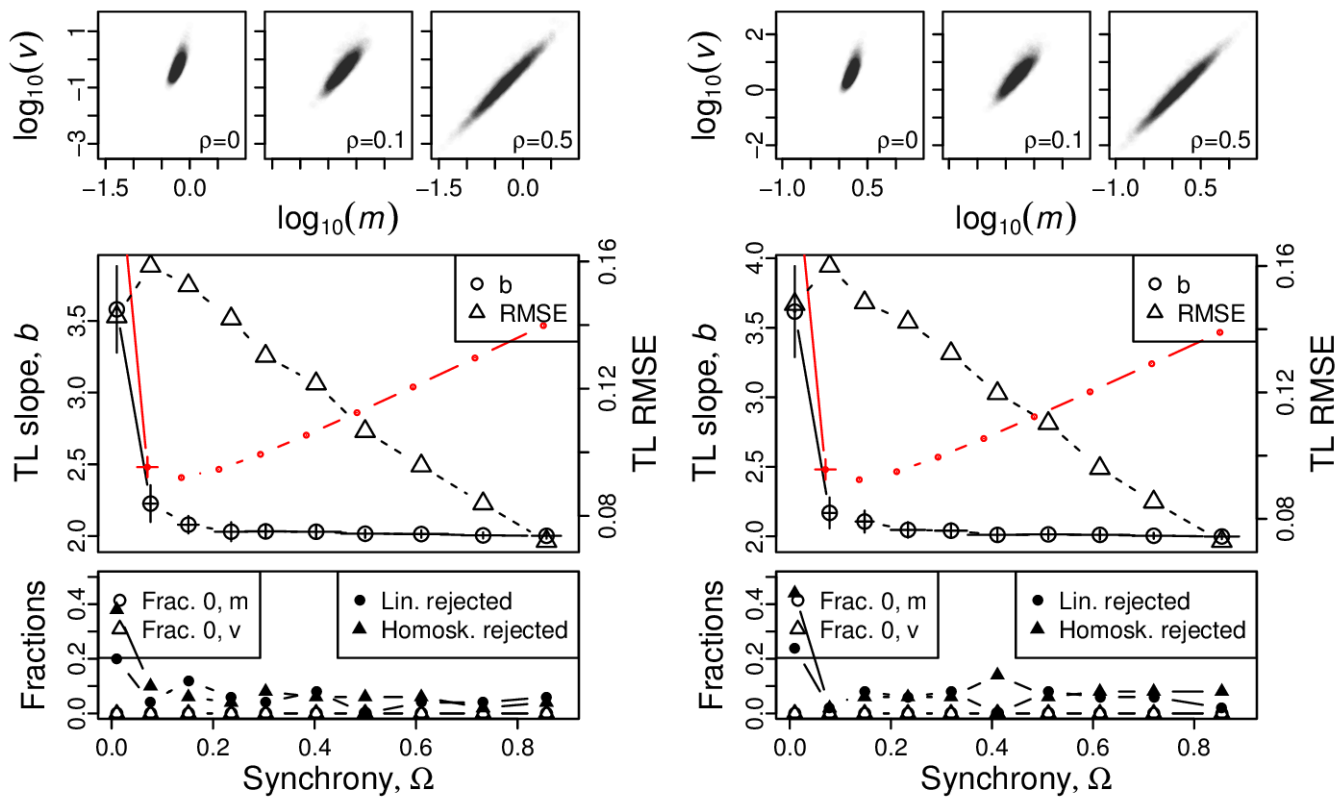 log10(v)
1
−1
−3
ρ=0
ρ=0.1
ρ=0.5
−1.5
0.0
−1.5
0.0
log10(m)
TL slope, b
3.5
3.0
2.5
2.0
b
RMSE
0.16
0.12
0.08
TL RMSE
Fractions
0.4
0.2
0.0
Frac. 0, m
Frac. 0, v
Lin. rejected
Homosk. rejected
0.0
0.2
0.4
0.6
0.8
Synchrony, Ω
log10(v)
2
0
−2
ρ=0
ρ=0.1
ρ=0.5
−1.0
0.5
−1.0
0.5
log10(m)
TL slope, b
4.0
3.5
3.0
2.5
2.0
b
RMSE
0.16
0.12
0.08
TL RMSE
Fractions
0.4
0.2
0.0
Frac. 0, m
Frac. 0, v
Lin. rejected
Homosk. rejected
0.0
0.2
0.4
0.6
0.8
Synchrony, Ω